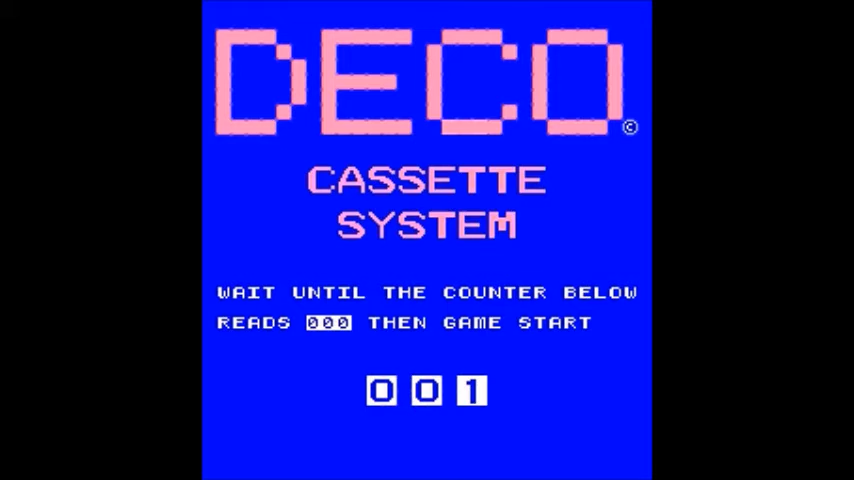 DECO ©
CASSETTE
SYSTEM
WAIT UNTIL THE COUNTER BELOW
READS 000 THEN GAME START
001